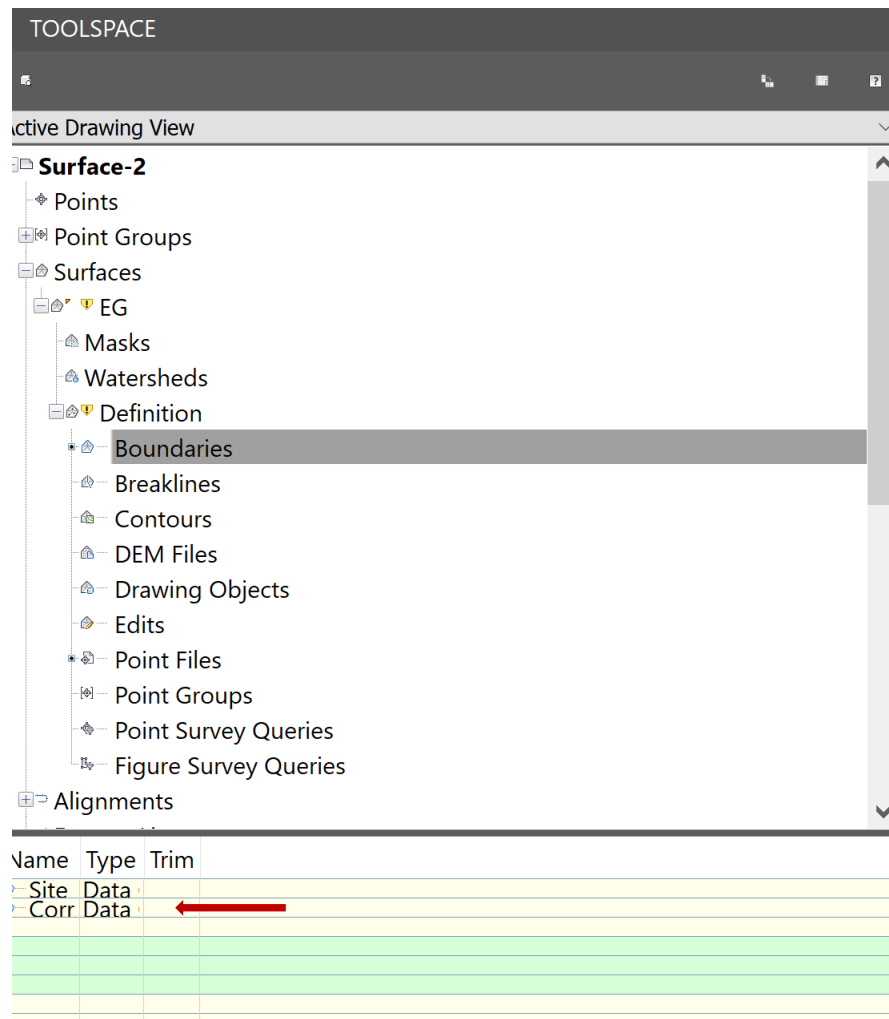 TOOLSPACE
?
ctive Drawing View
Surface-2
Points
Point Groups
Surfaces
EG
Masks
Watersheds
Definition
Boundaries
Breaklines
Contours
DEM Files
Drawing Objects
Edits
Point Files
Point Groups
Point Survey Queries
Figure Survey Queries
Alignments
Name Type Trim
Site Data
Corr Data